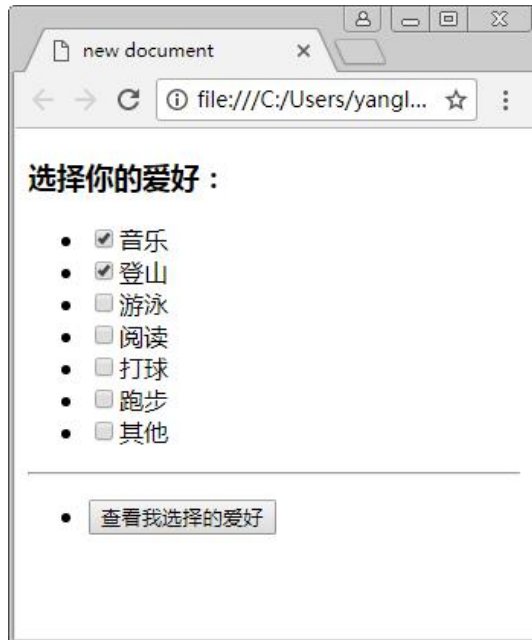 new document
file:///C:/Users/yangl...
选择你的爱好：
音乐
登山
游泳
阅读
打球
跑步
其他
查看我选择的爱好